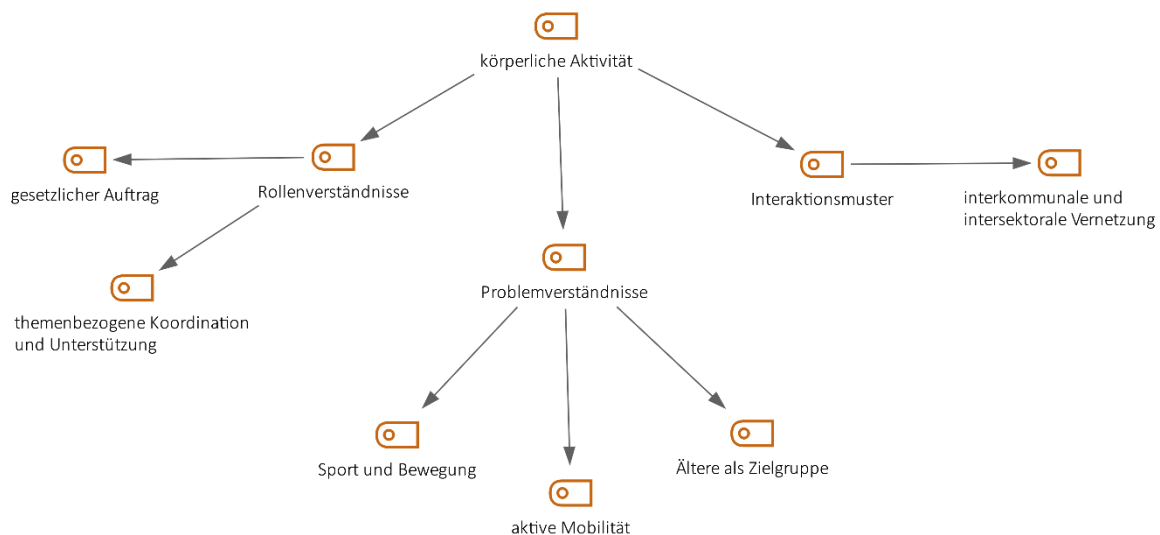 körperliche Aktivität
gesetzlicher Auftrag
Rollenverständnisse
Interaktionsmuster
interkommunale und
intersektorale Vernetzung
Problemverständnisse
themenbezogene Koordination
und Unterstützung
Sport und Bewegung
Ältere als Zielgruppe
aktive Mobilität